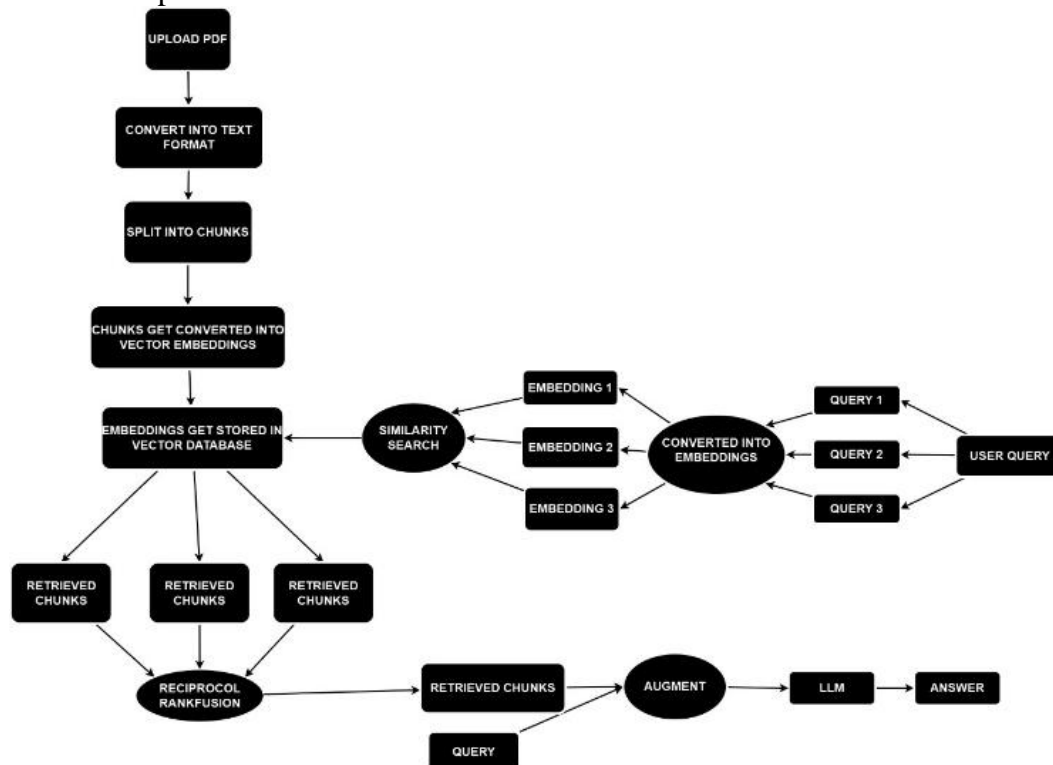 UPLOAD PDF
CONVERT INTO TEXT
FORMAT
SPLIT INTO CHUNKS
CHUNKS GET CONVERTED INTO
VECTOR EMBEDDINGS
EMBEDDINGS GET STORED IN
VECTOR DATABASE
SIMILARITY
SEARCH
EMBEDDING 1
EMBEDDING 2
EMBEDDING 3
CONVERTED INTO
EMBEDDINGS
QUERY 1
QUERY 2
QUERY 3
USER QUERY
RETRIEVED
CHUNKS
RETRIEVED
CHUNKS
RETRIEVED
CHUNKS
RECIPROCOL
RANKFUSION
RETRIEVED CHUNKS
QUERY
AUGMENT
LLM
ANSWER